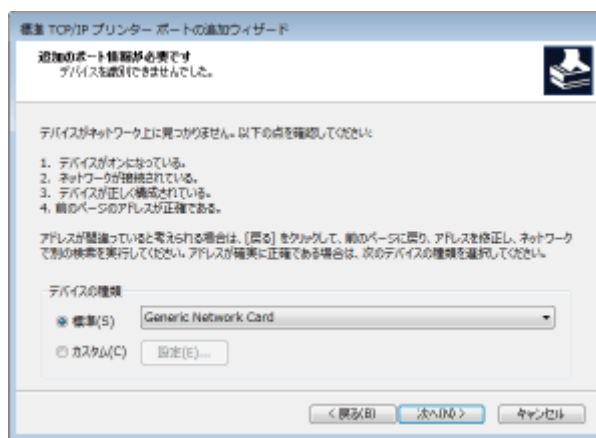 標準 TCP/IP プリンター ポートの追加ウィザード
追加のポート情報が必要です
デバイスを識別できませんでした。
デバイスがネットワーク上に見つかりません。以下の点を確認してください:
1. デバイスがオンになっている。
2. ネットワークが接続されている。
3. デバイスが正しく構成されている。
4. 前のページのアドレスが正確である。
アドレスが間違っていると考えられる場合は、[戻る] をクリックして、前のページに戻り、アドレスを修正し、ネットワーク
で別の検索を実行してください。アドレスが確実に正確である場合は、次のデバイスの種類を選択してください。
デバイスの種類
標準(S)
Generic Network Card
カスタム(C)
設定(E)...
< 戻る(B)
次へ(N) >
キャンセル